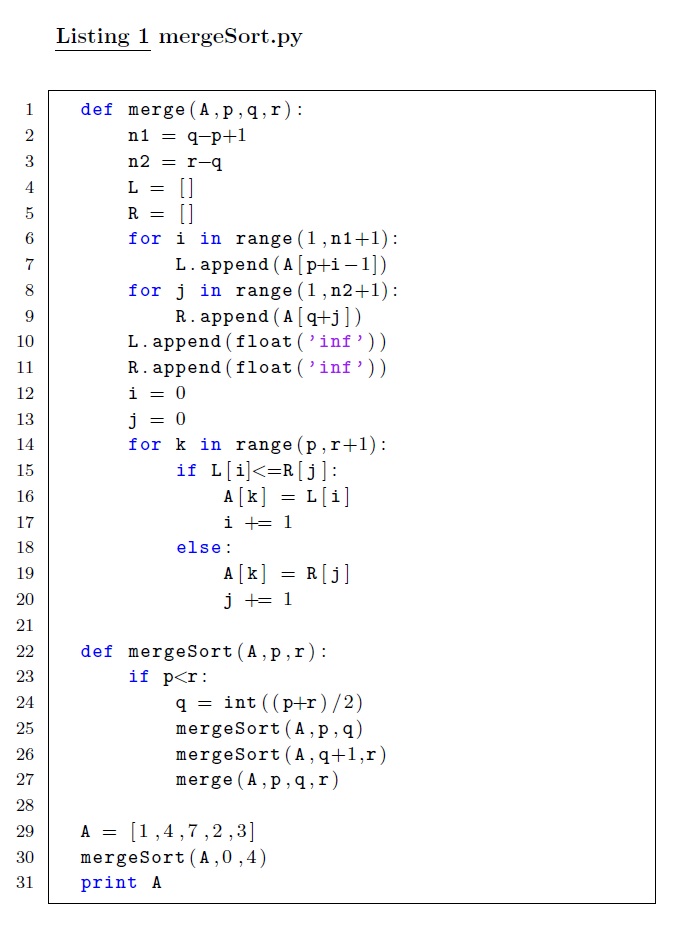 Listing 1 mergeSort.py
1 def merge(A,p,q,r):
2 n1 = q-p+1
3 n2 = r-q
4 L = []
5 R = []
6 for i in range(1,n1+1):
7 L.append(A[p+i-1])
8 for j in range(1,n2+1):
9 R.append(A[q+j])
10 L.append(float('inf'))
11 R.append(float('inf'))
12 i = 0
13 j = 0
14 for k in range(p,r+1):
15 if L[i]<=R[j]:
16 A[k] = L[i]
17 i += 1
18 else:
19 A[k] = R[j]
20 j += 1
21
22 def mergeSort(A,p,r):
23 if p<r:
24 q = int((p+r)/2)
25 mergeSort(A,p,q)
26 mergeSort(A,q+1,r)
27 merge(A,p,q,r)
28
29 A = [1,4,7,2,3]
30 mergeSort(A,0,4)
31 print A